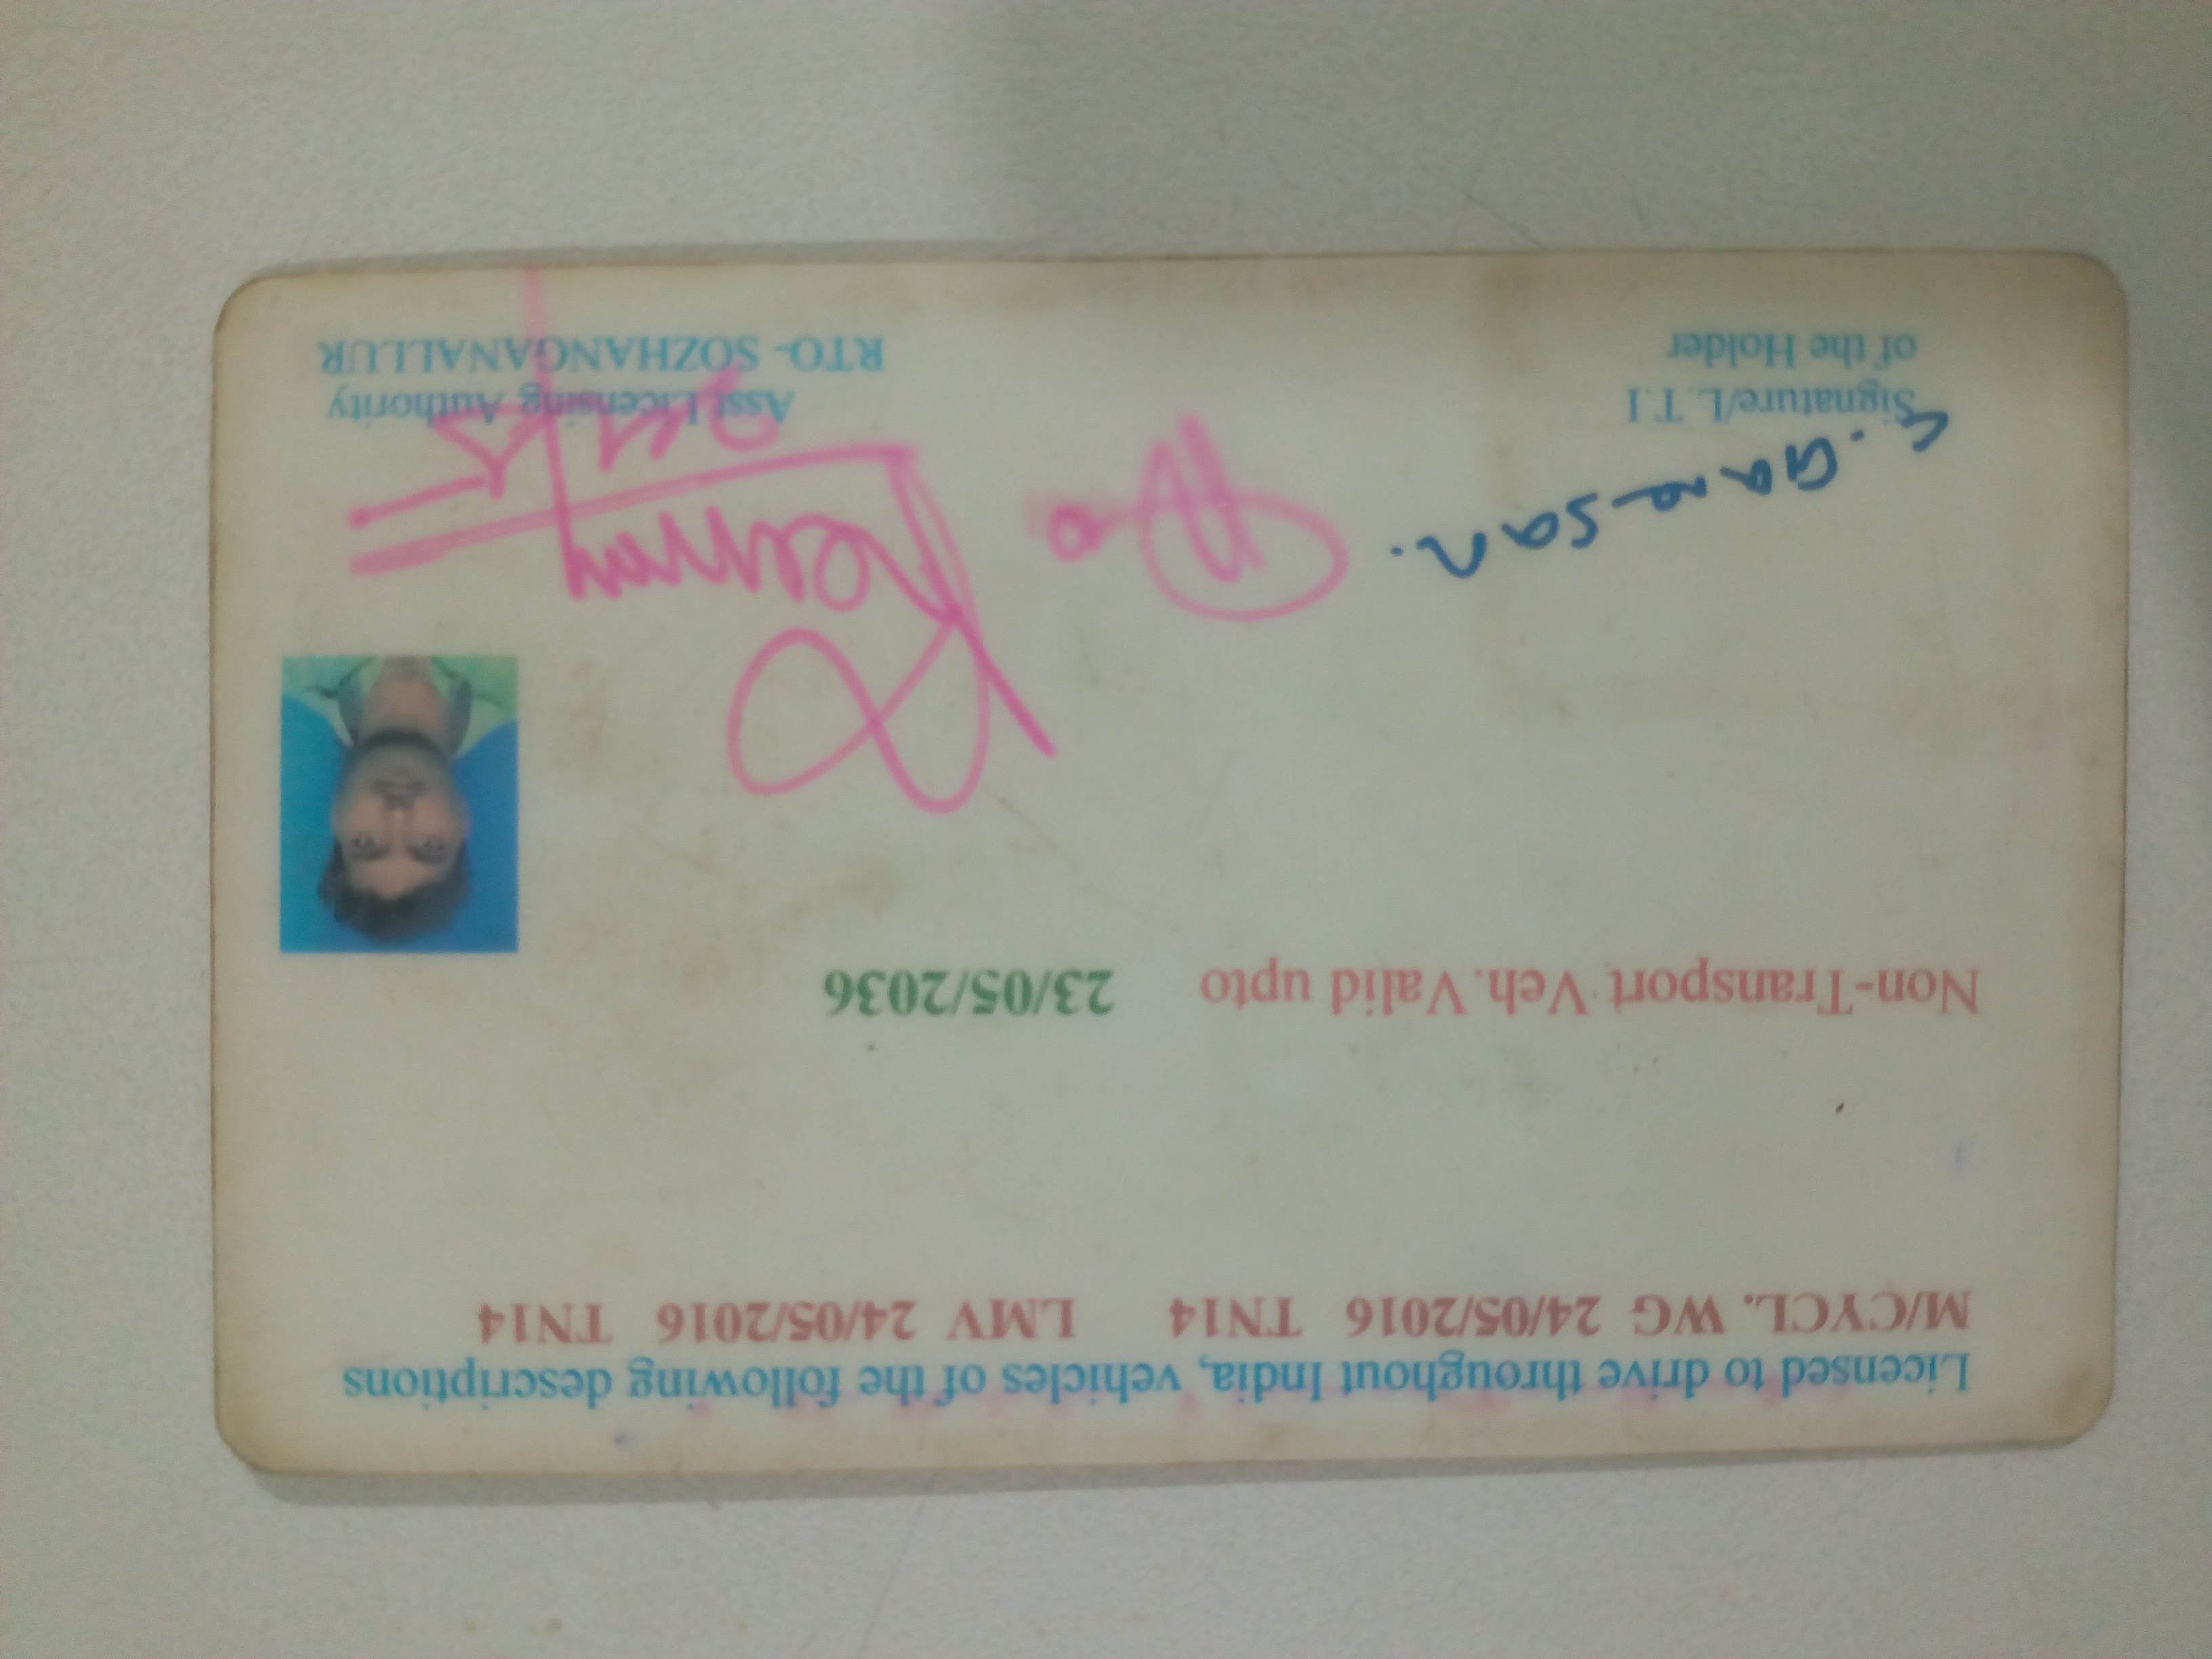 Licensed to drive throughout India, vehicles of the following descriptions
M/CYCL. WG 24/05/2016 TN14 LMV 24/05/2016 TN14
Non-Transport Veh. Valid upto 23/05/2036
S. Ganesan.
Signature/L.T.I
of the Holder
Asst Licensing Authority
RTO- SOZHANGANALLUR